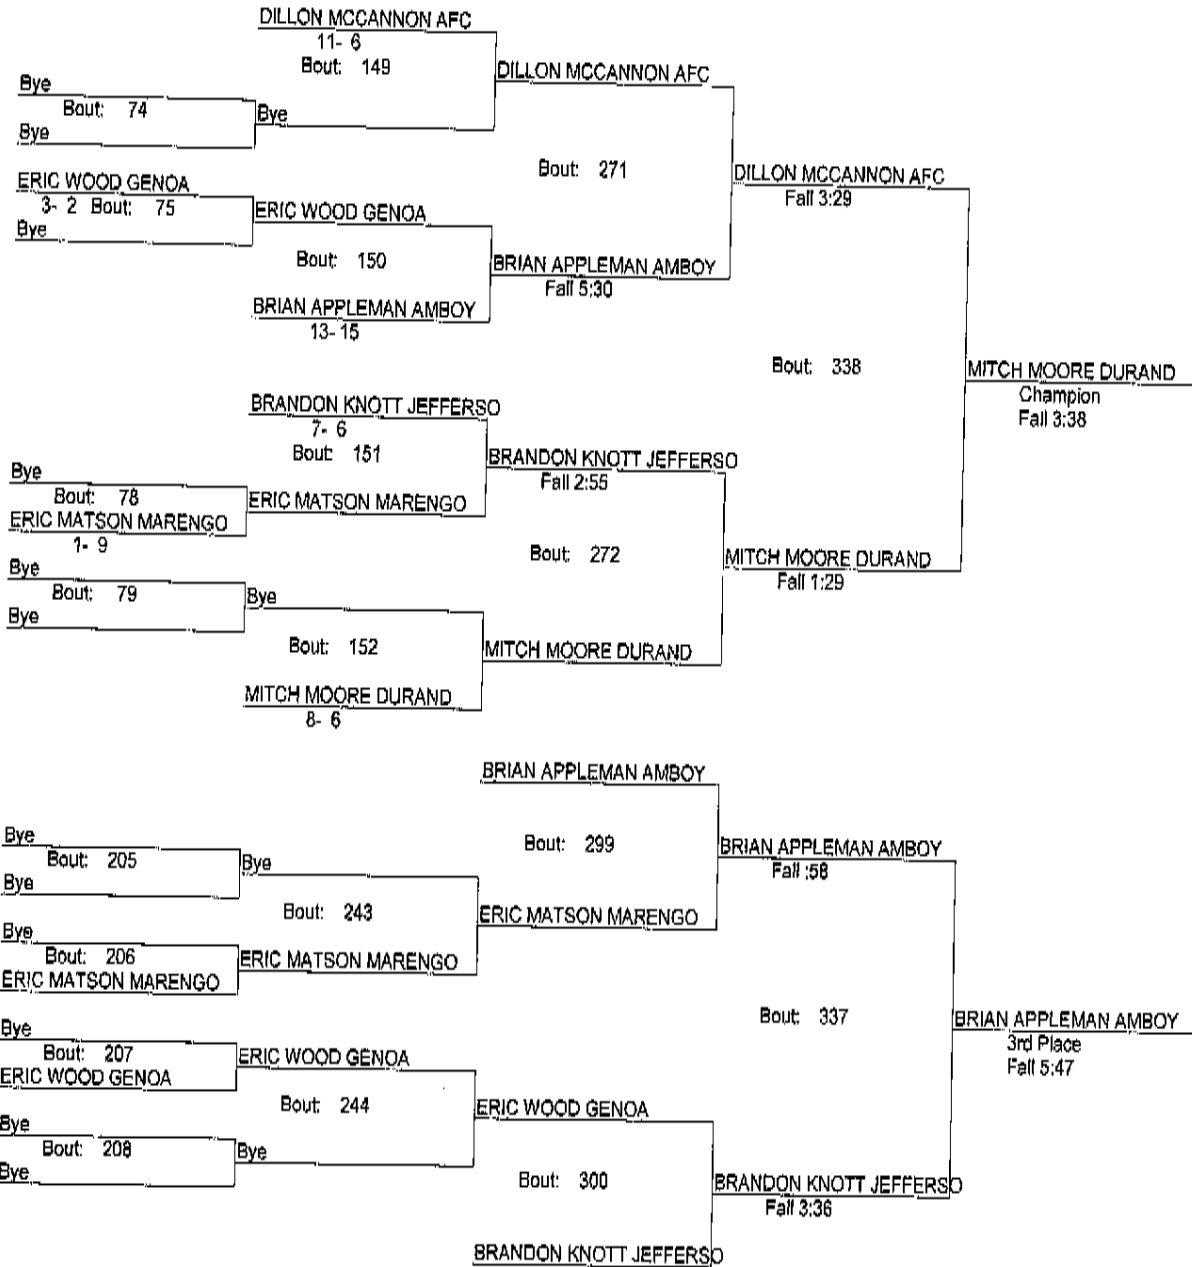 DILLON MCCANNON AFC
11- 6
Bout: 149
DILLON MCCANNON AFC
Bye
Bout: 74
Bye
Bye
Bout: 271
DILLON MCCANNON AFC
Fall 3:29
ERIC WOOD GENOA
3- 2 Bout: 75
ERIC WOOD GENOA
Bye
Bout: 150
BRIAN APPLEMAN AMBOY
Fall 5:30
BRIAN APPLEMAN AMBOY
13- 15
Bout: 338
MITCH MOORE DURAND
Champion
Fall 3:38
BRANDON KNOTT JEFFERSO
7- 6
Bout: 151
BRANDON KNOTT JEFFERSO
Fall 2:55
Bye
Bout: 78
ERIC MATSON MARENGO
ERIC MATSON MARENGO
1- 9
Bout: 272
MITCH MOORE DURAND
Fall 1:29
Bye
Bout: 79
Bye
Bye
Bout: 152
MITCH MOORE DURAND
MITCH MOORE DURAND
8- 6
BRIAN APPLEMAN AMBOY
Bout: 299
BRIAN APPLEMAN AMBOY
Fall :58
Bye
Bout: 205
Bye
Bye
Bout: 243
ERIC MATSON MARENGO
Bye
Bout: 206
ERIC MATSON MARENGO
ERIC MATSON MARENGO
Bout: 337
BRIAN APPLEMAN AMBOY
3rd Place
Fall 5:47
Bye
Bout: 207
ERIC WOOD GENOA
ERIC WOOD GENOA
Bout: 244
ERIC WOOD GENOA
Bye
Bout: 208
Bye
Bye
Bout: 300
BRANDON KNOTT JEFFERSO
Fall 3:36
BRANDON KNOTT JEFFERSO